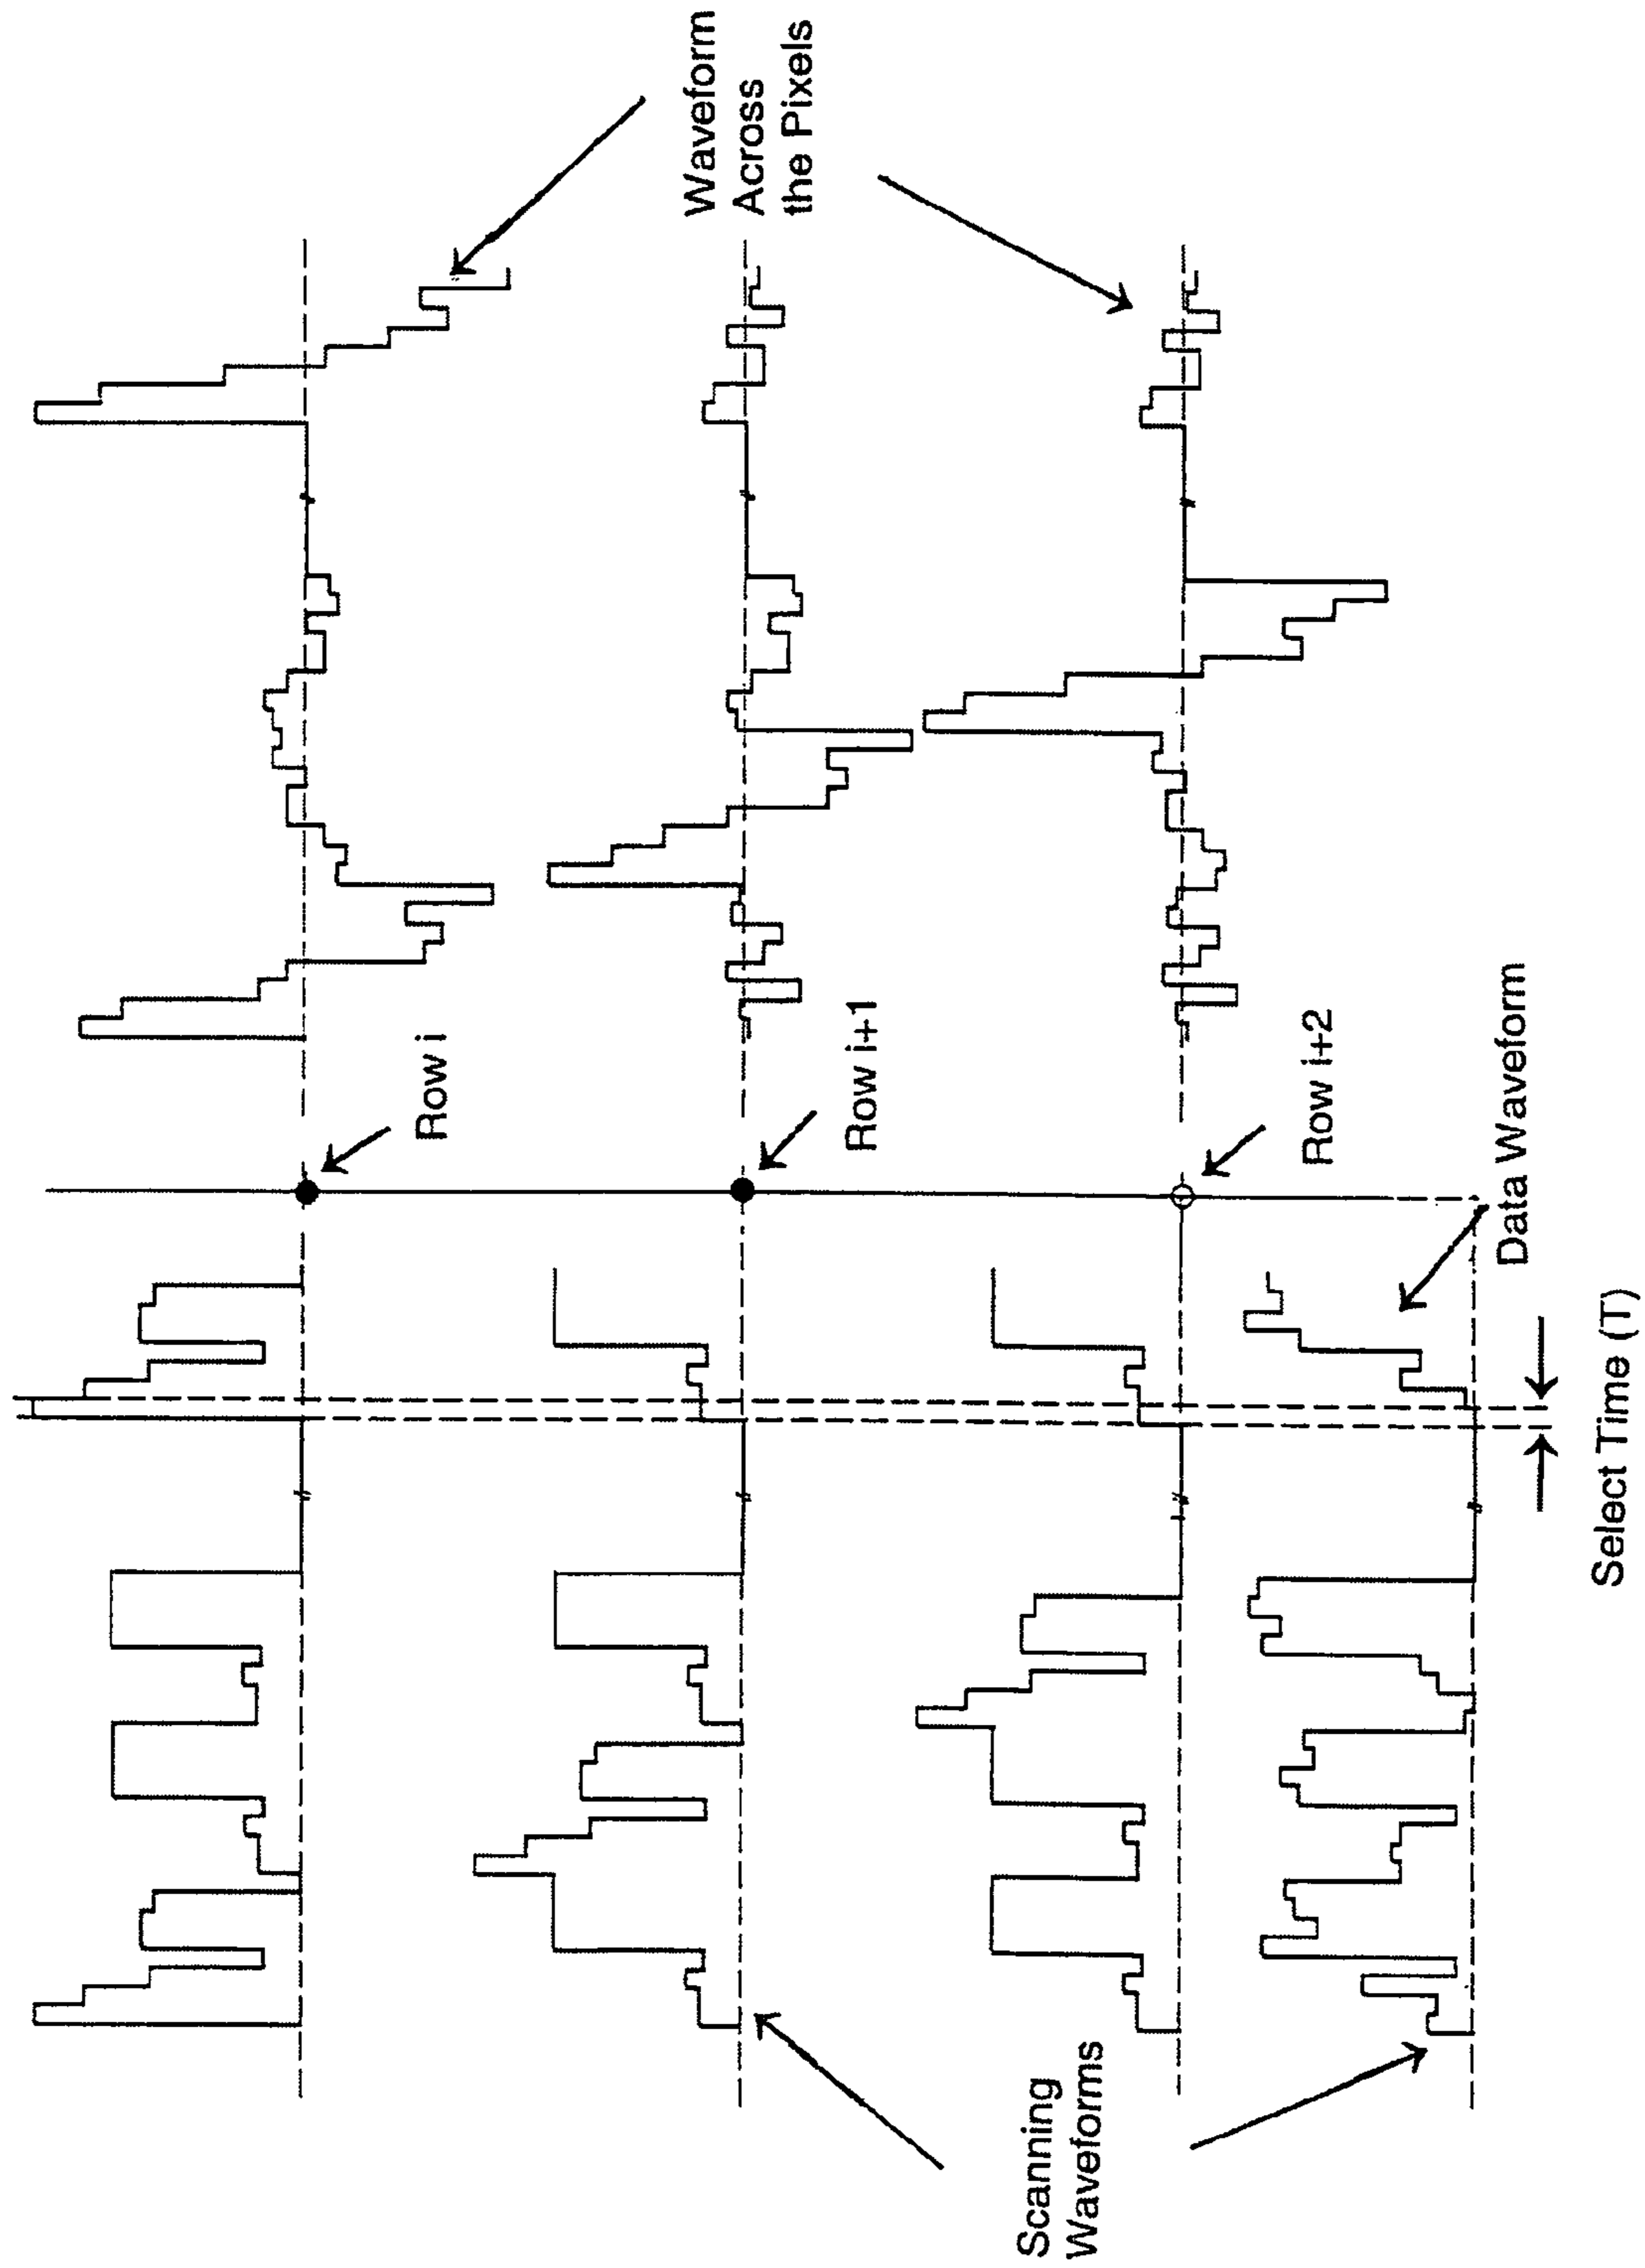 Waveform
Across
the Pixels
Row i
Row i+1
Row i+2
Data Waveform
Select Time (T)
Scanning
Waveforms